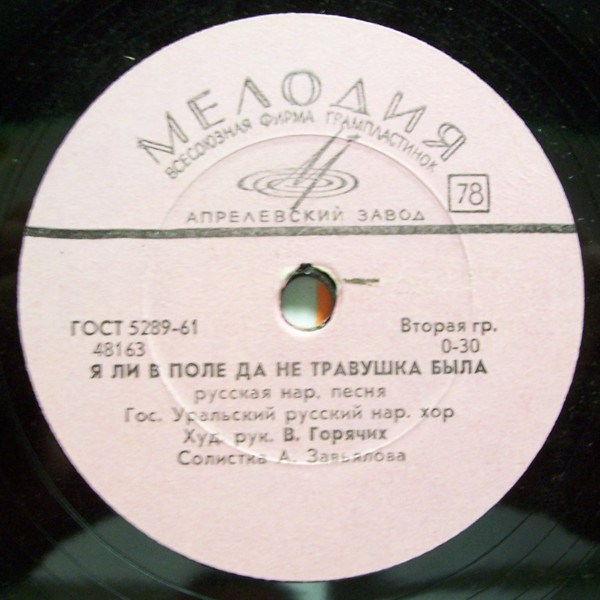 МЕЛОДИЯ
ВСЕСОЮЗНАЯ ФИРМА ГРАМПЛАСТИНОК
78
АПРЕЛЕВСКИЙ ЗАВОД
ГОСТ 5289-61 Вторая гр.
48163 0-30
Я ЛИ В ПОЛЕ ДА НЕ ТРАВУШКА БЫЛА
русская нар. песня
Гос. Уральский русский нар. хор
Худ. рук. В. Горячих
Солистка А. Завьялова